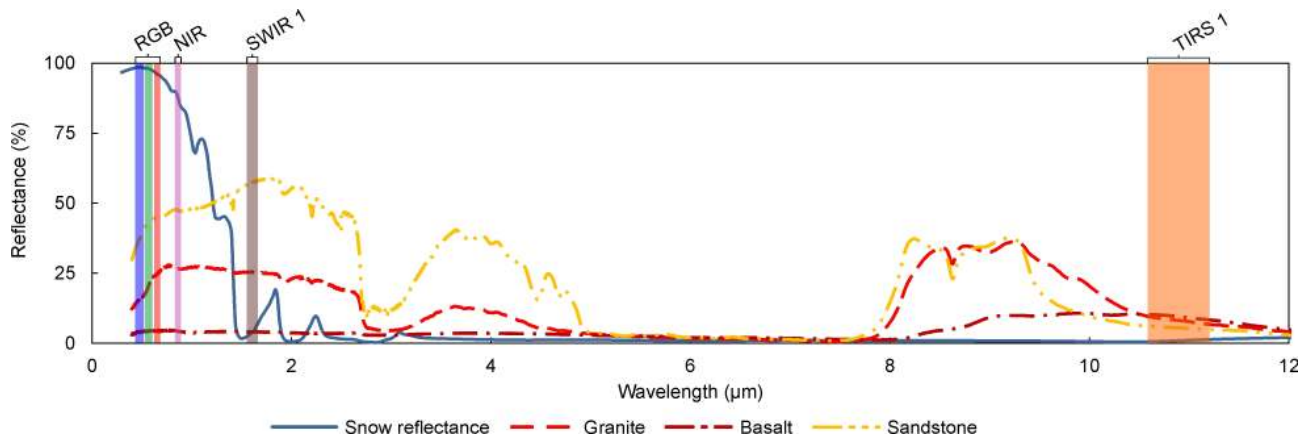 RGB NIR SWIR 1 TIRS 1
100
75
50
25
0
Reflectance (%)
0 2 4 6 8 10 12
Wavelength (µm)
Snow reflectance Granite Basalt Sandstone